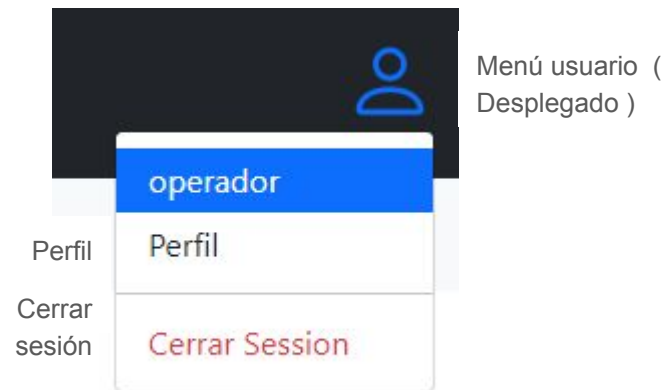 Menú usuario (
Desplegado )
operador
Perfil
Perfil
Cerrar
sesión
Cerrar Session